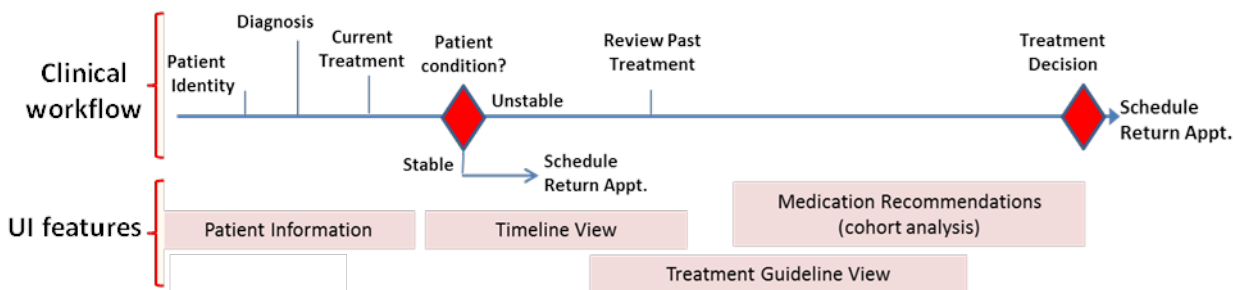 Clinical
workflow
Patient
Identity
Diagnosis
Current
Treatment
Patient
condition?
Unstable
Stable
Schedule
Return Appt.
Review Past
Treatment
Treatment
Decision
Schedule
Return Appt.
UI features
Patient Information
Timeline View
Medication Recommendations
(cohort analysis)
Treatment Guideline View